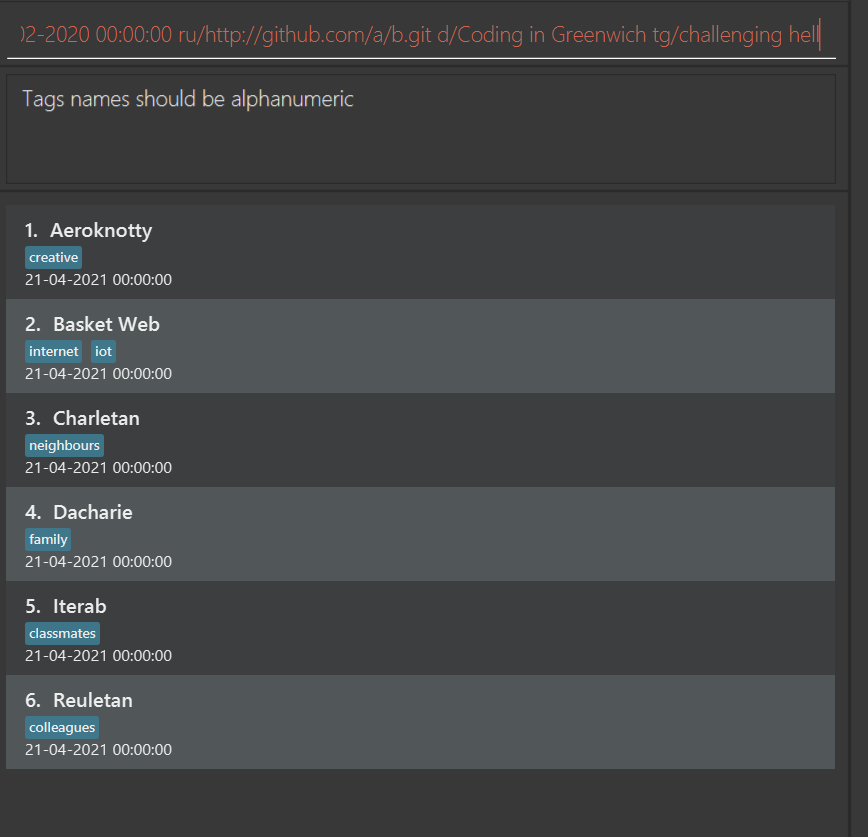 02-2020 00:00:00 ru/http://github.com/a/b.git d/Coding in Greenwich tg/challenging hell
Tags names should be alphanumeric
1. Aeroknotty
creative
21-04-2021 00:00:00
2. Basket Web
internet iot
21-04-2021 00:00:00
3. Charletan
neighbours
21-04-2021 00:00:00
4. Dacharie
family
21-04-2021 00:00:00
5. Iterab
classmates
21-04-2021 00:00:00
6. Reuletan
colleagues
21-04-2021 00:00:00